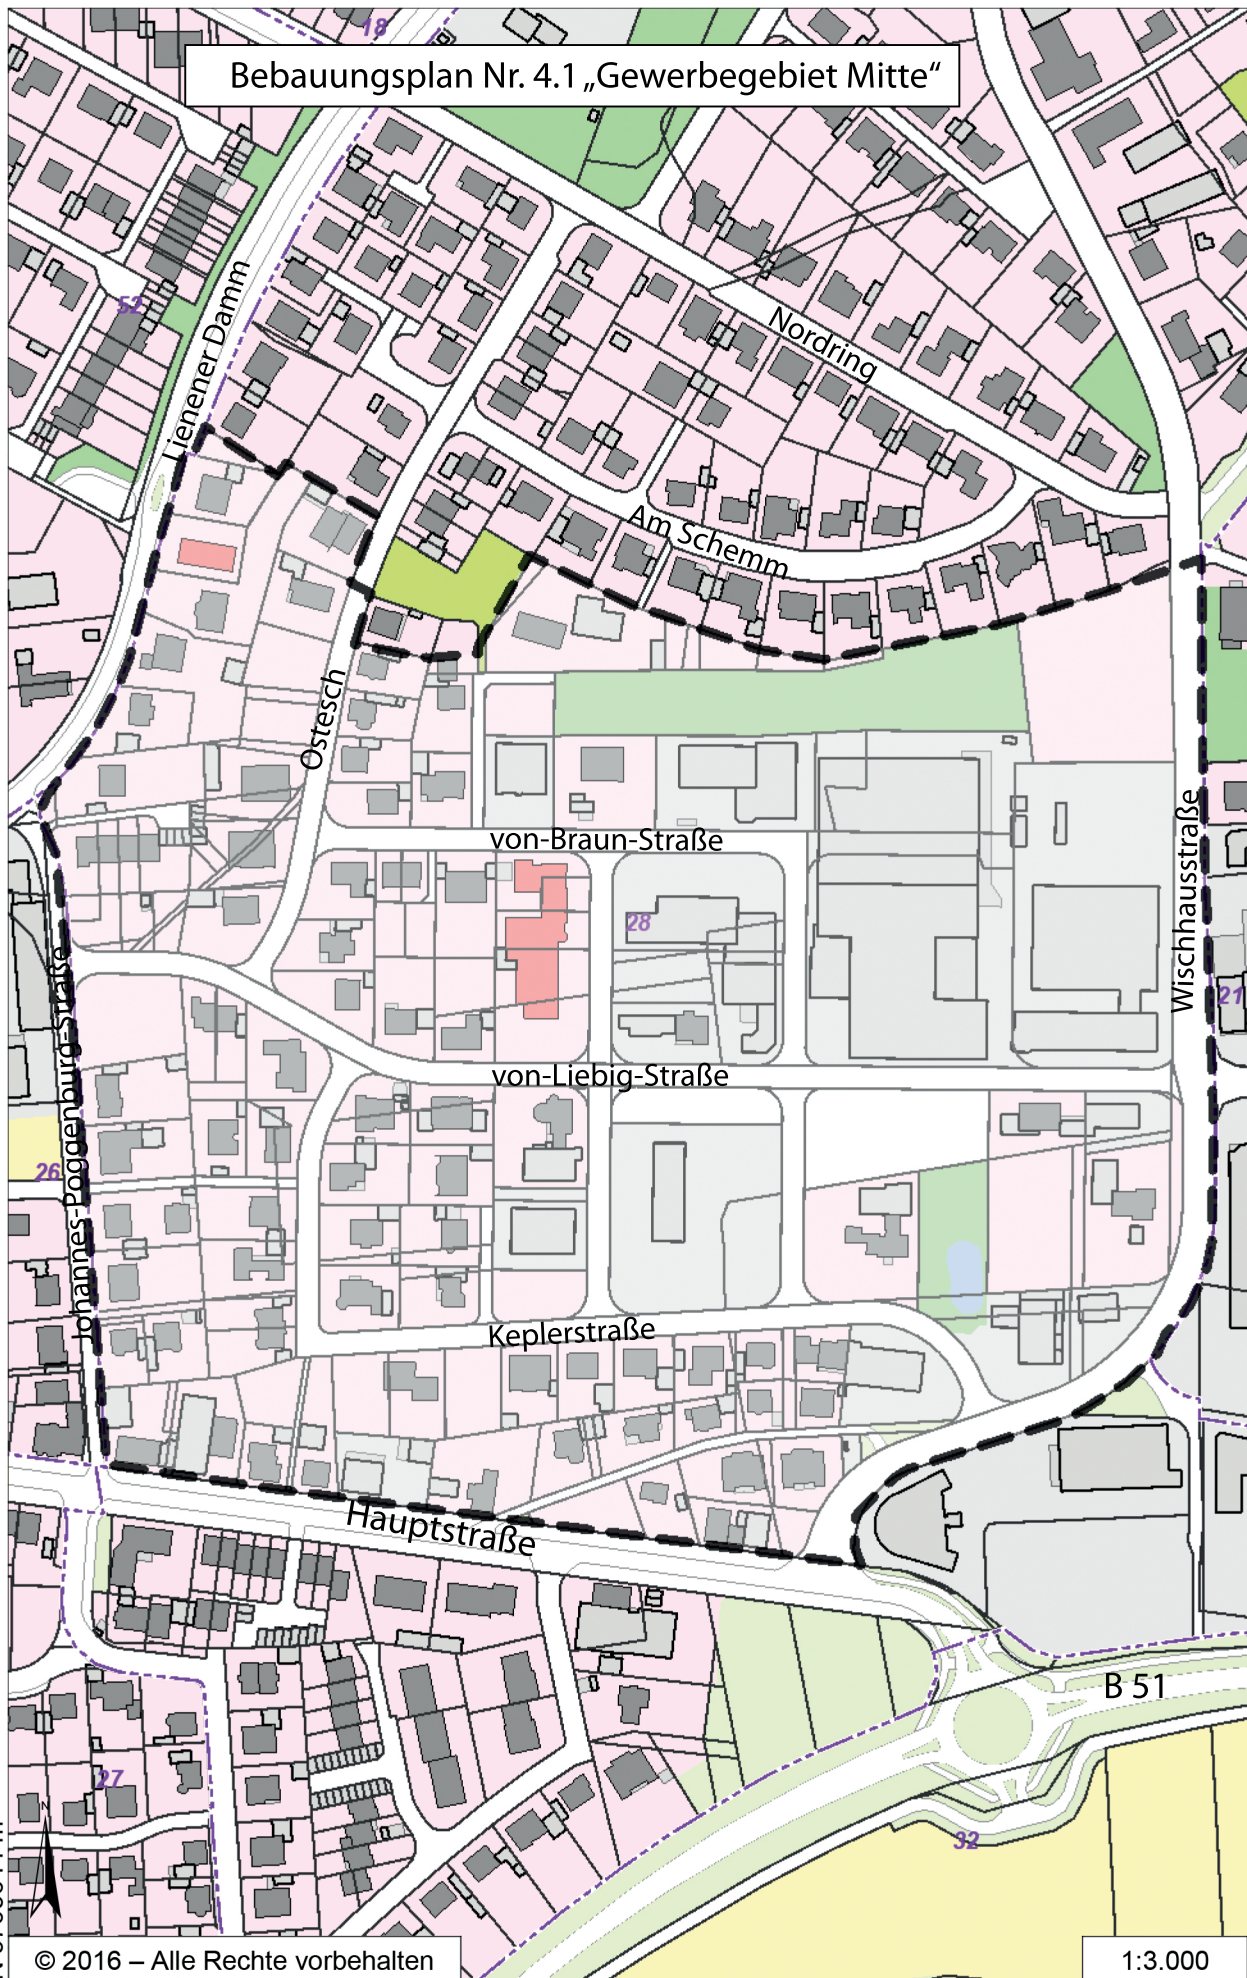 18
Bebauungsplan Nr. 4.1 „Gewerbegebiet Mitte“
52
Lienener Damm
Nordring
Am Schemm
Ostesch
von-Braun-Straße
28
Wischhausstraße
21
Johannes-Poggenburg-Straße
von-Liebig-Straße
26
Keplerstraße
Hauptstraße
B 51
27
N
32
© 2016 – Alle Rechte vorbehalten
1:3.000